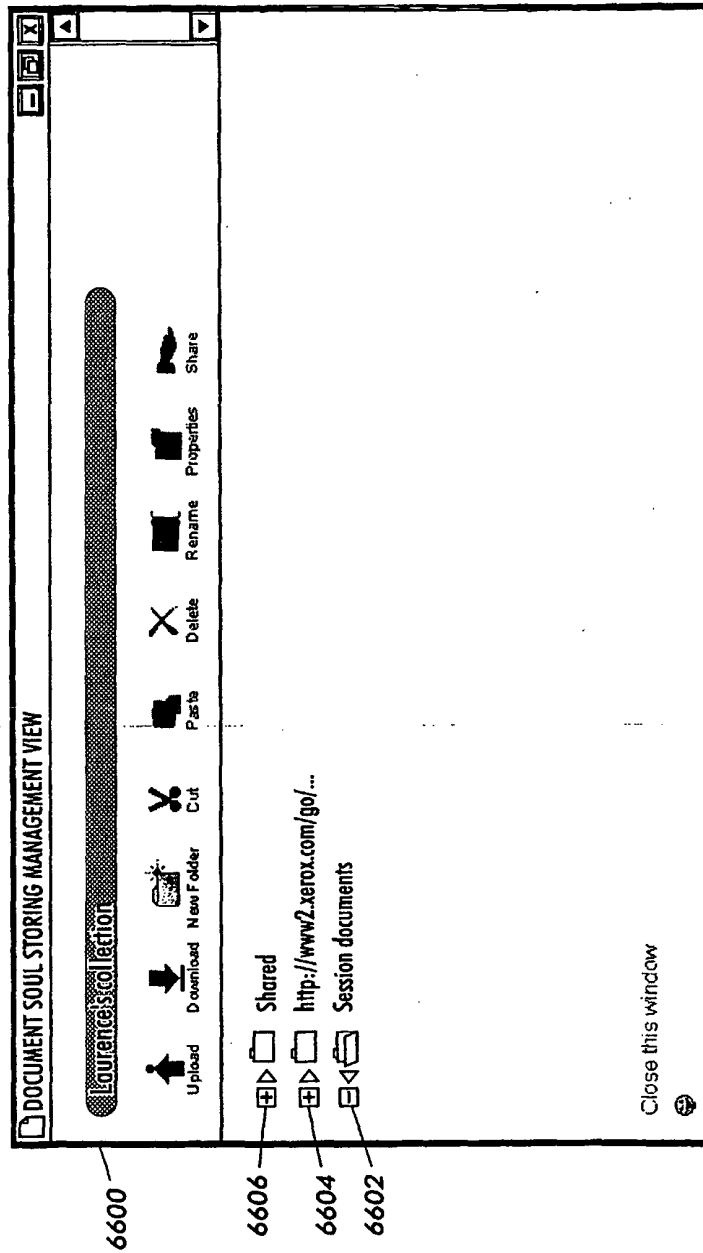 DOCUMENT SOUL STORING MANAGEMENT VIEW
X
Laurence's collection
Upload Download New Folder Cut Paste Delete Rename Properties Share
Shared
http://www2.xerox.com/go/...
Session documents
Close this window
6600
6606
6604
6602